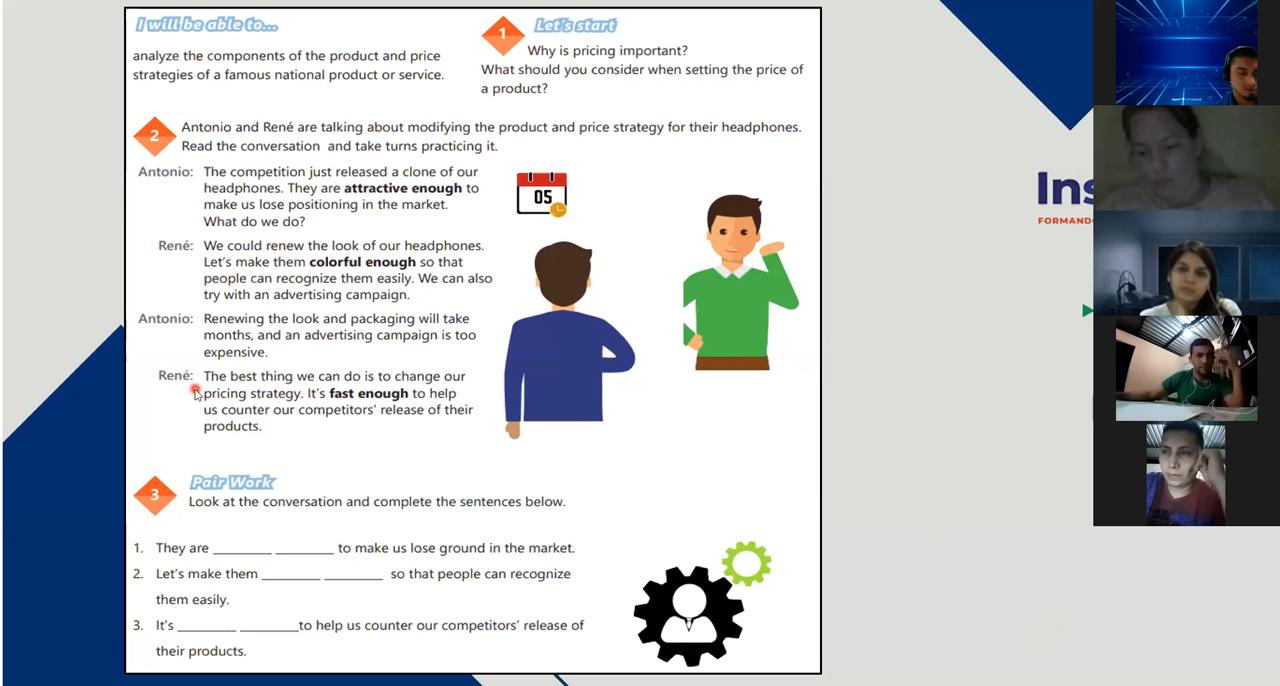 I will be able to...
analyze the components of the product and price
strategies of a famous national product or service.
1
Let's start
Why is pricing important?
What should you consider when setting the price of
a product?
2
Antonio and René are talking about modifying the product and price strategy for their headphones.
Read the conversation and take turns practicing it.
Antonio: The competition just released a clone of our
headphones. They are attractive enough to
make us lose positioning in the market.
What do we do?
René: We could renew the look of our headphones.
Let's make them colorful enough so that
people can recognize them easily. We can also
try with an advertising campaign.
Antonio: Renewing the look and packaging will take
months, and an advertising campaign is too
expensive.
René: The best thing we can do is to change our
pricing strategy. It's fast enough to help
us counter our competitors' release of their
products.
05
3
Pair Work
Look at the conversation and complete the sentences below.
1. They are ________ ________ to make us lose ground in the market.
2. Let's make them ________ ________ so that people can recognize
them easily.
3. It's ________ ________to help us counter our competitors' release of
their products.
Ins
FORMAND